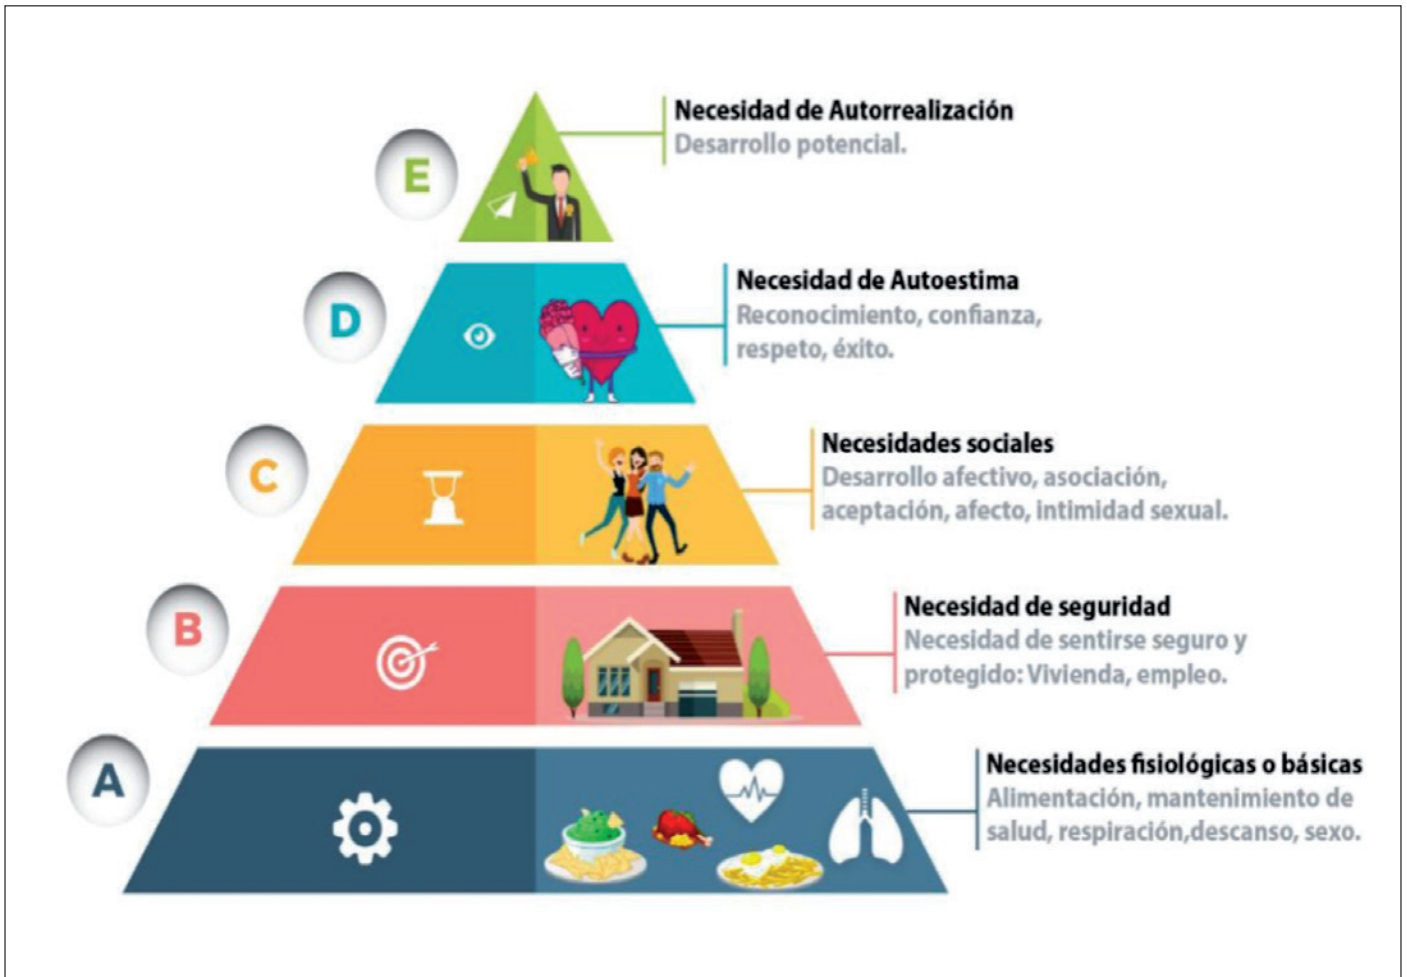 E
Necesidad de Autorrealización
Desarrollo potencial.
D
Necesidad de Autoestima
Reconocimiento, confianza,
respeto, éxito.
C
Necesidades sociales
Desarrollo afectivo, asociación,
aceptación, afecto, intimidad sexual.
B
Necesidad de seguridad
Necesidad de sentirse seguro y
protegido: Vivienda, empleo.
A
Necesidades fisiológicas o básicas
Alimentación, mantenimiento de
salud, respiración,descanso, sexo.